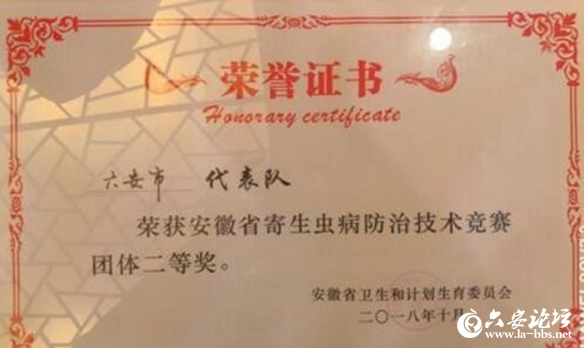 荣誉证书
Honorary certificate
六安市 代表队
荣获安徽省寄生虫病防治技术竞赛
团体二等奖。
安徽省卫生和计划生育委员会
二〇一八年十月
六安论坛
www.la-bbs.net